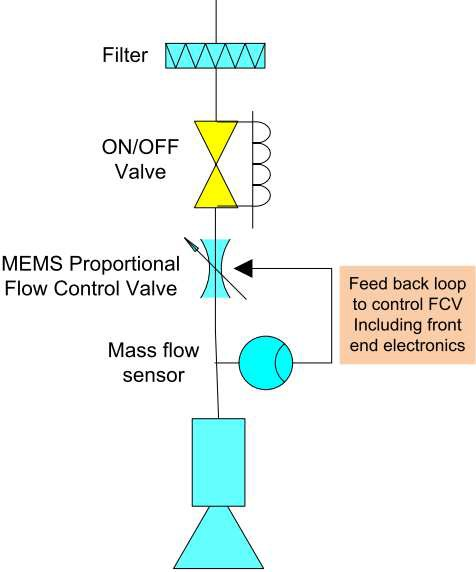 Filter
ON/OFF
Valve
MEMS Proportional
Flow Control Valve
Feed back loop
to control FCV
Including front
end electronics
Mass flow
sensor